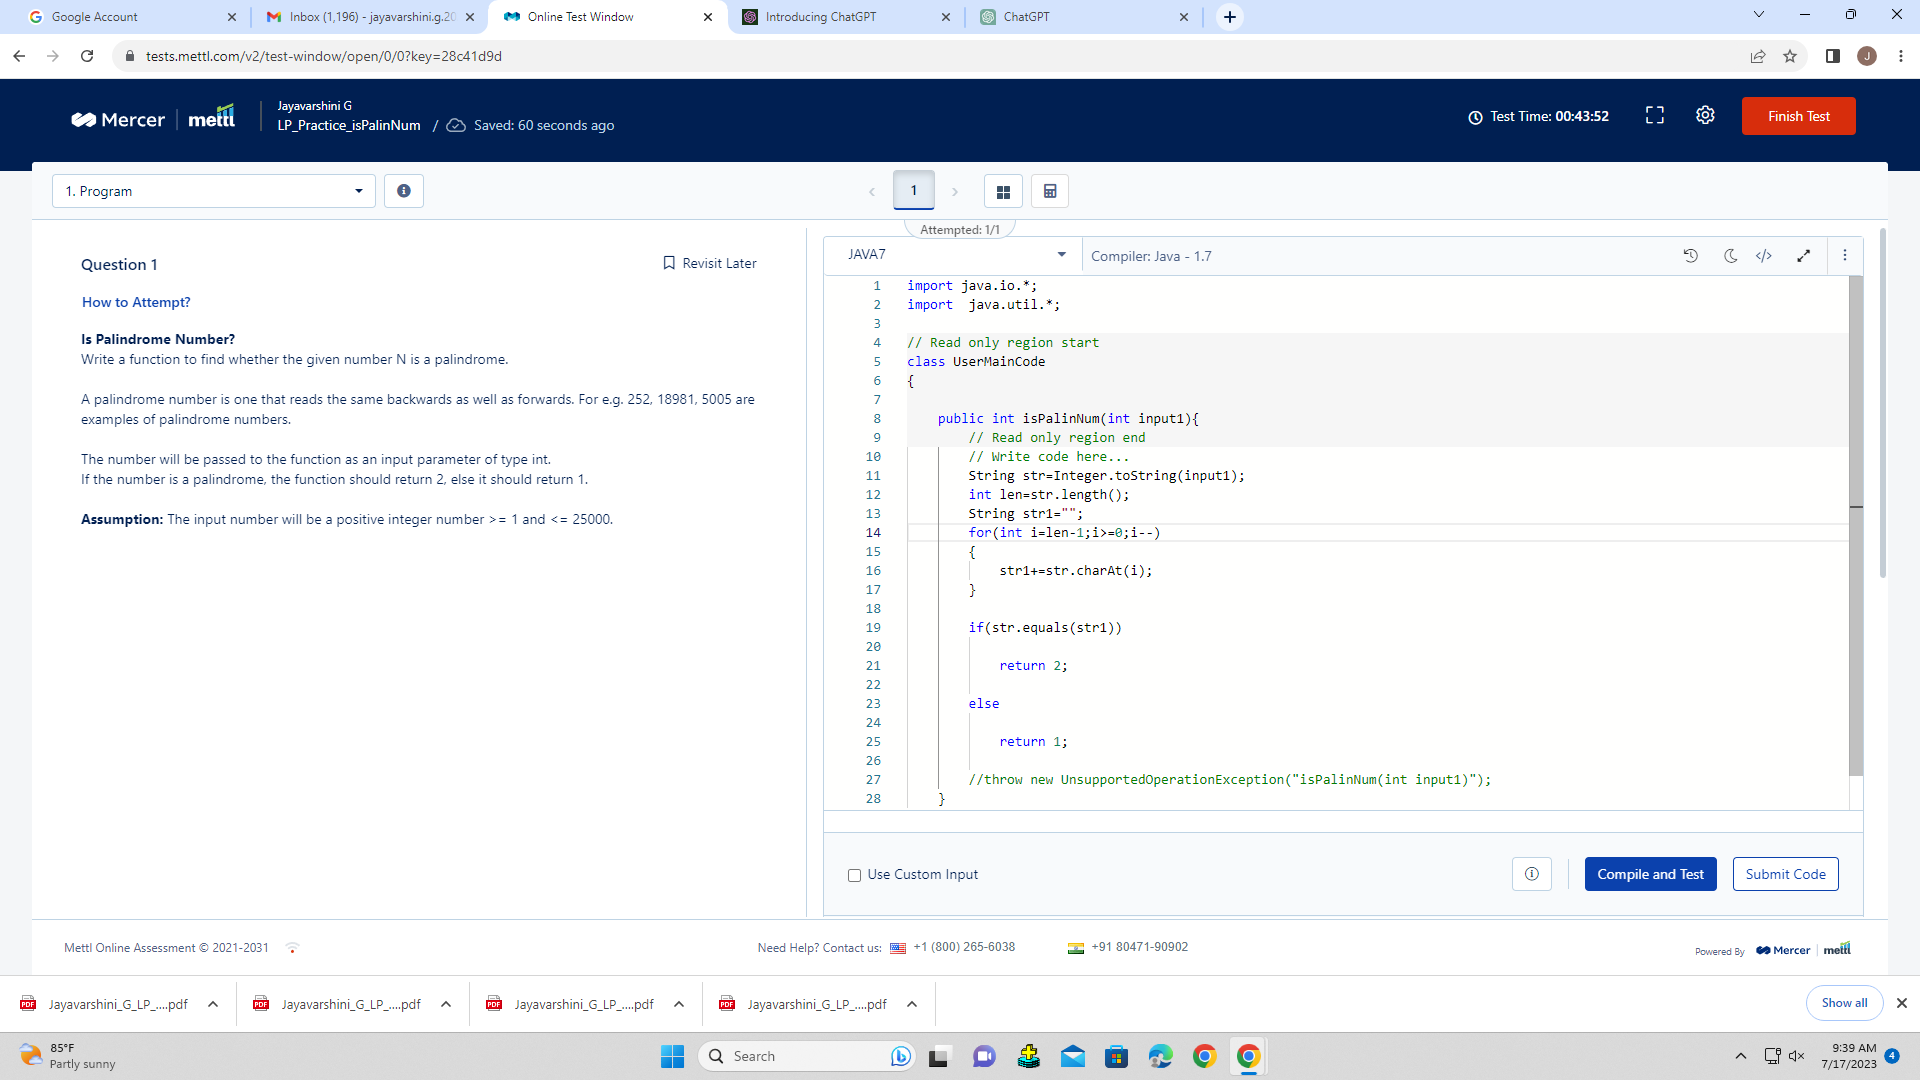 Google Account
Inbox (1,196) - jayavarshini.g.20
Online Test Window
Introducing ChatGPT
ChatGPT
tests.mettl.com/v2/test-window/open/0/0?key=28c41d9d
J
Mercer | mettl
Jayavarshini G
LP_Practice_isPalinNum / Saved: 60 seconds ago
Test Time: 00:43:52
Finish Test
1. Program
1
Attempted: 1/1
Question 1
Revisit Later
How to Attempt?
Is Palindrome Number?
Write a function to find whether the given number N is a palindrome.
A palindrome number is one that reads the same backwards as well as forwards. For e.g. 252, 18981, 5005 are
examples of palindrome numbers.
The number will be passed to the function as an input parameter of type int.
If the number is a palindrome, the function should return 2, else it should return 1.
Assumption: The input number will be a positive integer number >= 1 and <= 25000.
JAVA7
Compiler: Java - 1.7
1 import java.io.*;
2 import  java.util.*;
3
4 // Read only region start
5 class UserMainCode
6 {
7
8     public int isPalinNum(int input1){
9         // Read only region end
10         // Write code here...
11         String str=Integer.toString(input1);
12         int len=str.length();
13         String str1="";
14         for(int i=len-1;i>=0;i--)
15         {
16             str1+=str.charAt(i);
17         }
18
19         if(str.equals(str1))
20
21             return 2;
22
23         else
24
25             return 1;
26
27         //throw new UnsupportedOperationException("isPalinNum(int input1)");
28     }
Use Custom Input
Compile and Test
Submit Code
Mettl Online Assessment © 2021-2031
Need Help? Contact us: +1 (800) 265-6038
+91 80471-90902
Powered By Mercer | mettl
Jayavarshini_G_LP_....pdf
Jayavarshini_G_LP_....pdf
Jayavarshini_G_LP_....pdf
Jayavarshini_G_LP_....pdf
Show all
85°F
Partly sunny
Search
9:39 AM
7/17/2023
4